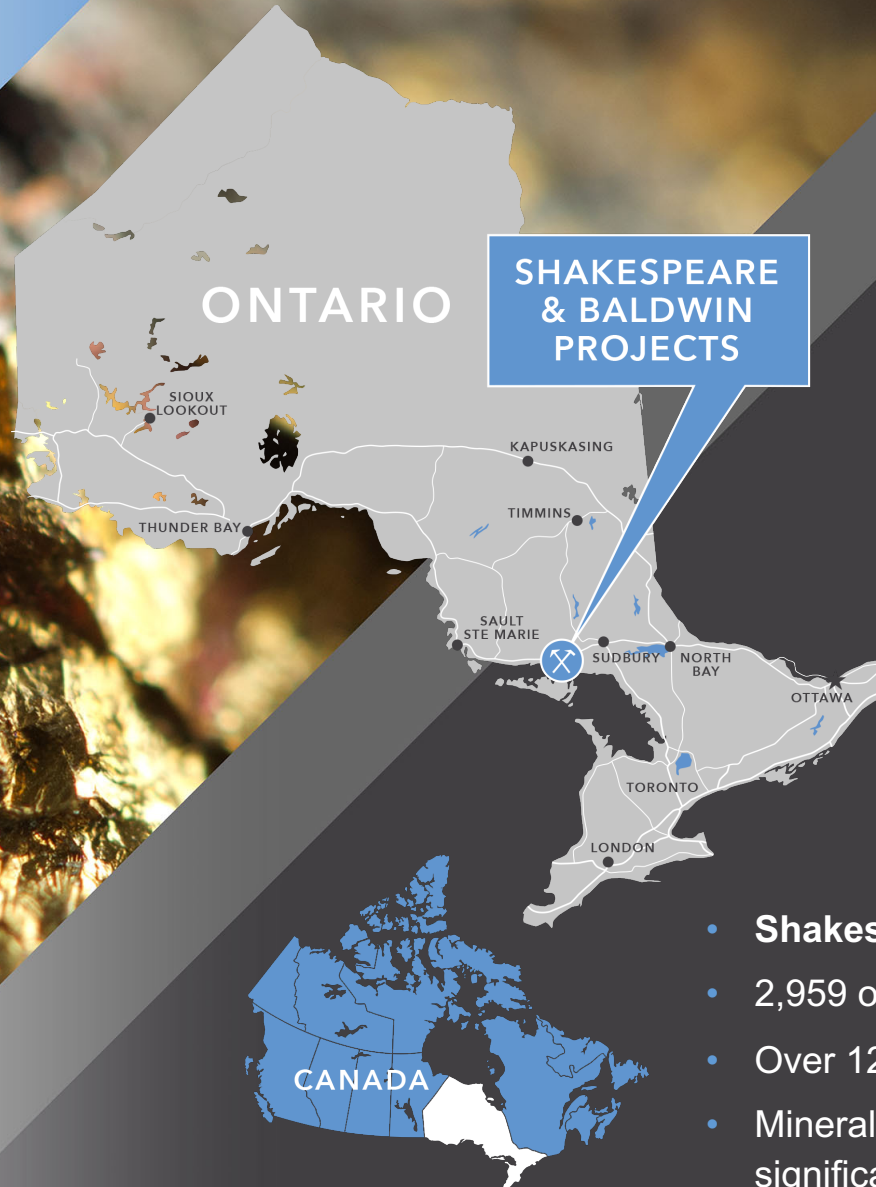 ONTARIO
SHAKESPEARE
& BALDWIN
PROJECTS
SIOUX
LOOKOUT
KAPUSKASING
TIMMINS
THUNDER BAY
SAULT
STE MARIE
SUDBURY
NORTH
BAY
OTTAWA
TORONTO
LONDON
CANADA
• Shakes
• 2,959 o
• Over 12
• Mineral
significa